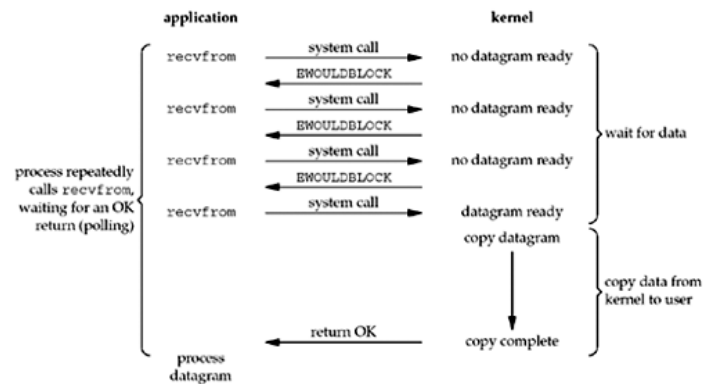 application kernel
recvfrom system call no datagram ready
EWOULDBLOCK
recvfrom system call no datagram ready
EWOULDBLOCK
wait for data
recvfrom system call no datagram ready
process repeatedly
calls recvfrom,
waiting for an OK
return (polling)
EWOULDBLOCK
recvfrom system call datagram ready
copy datagram
copy data from
kernel to user
return OK copy complete
process
datagram